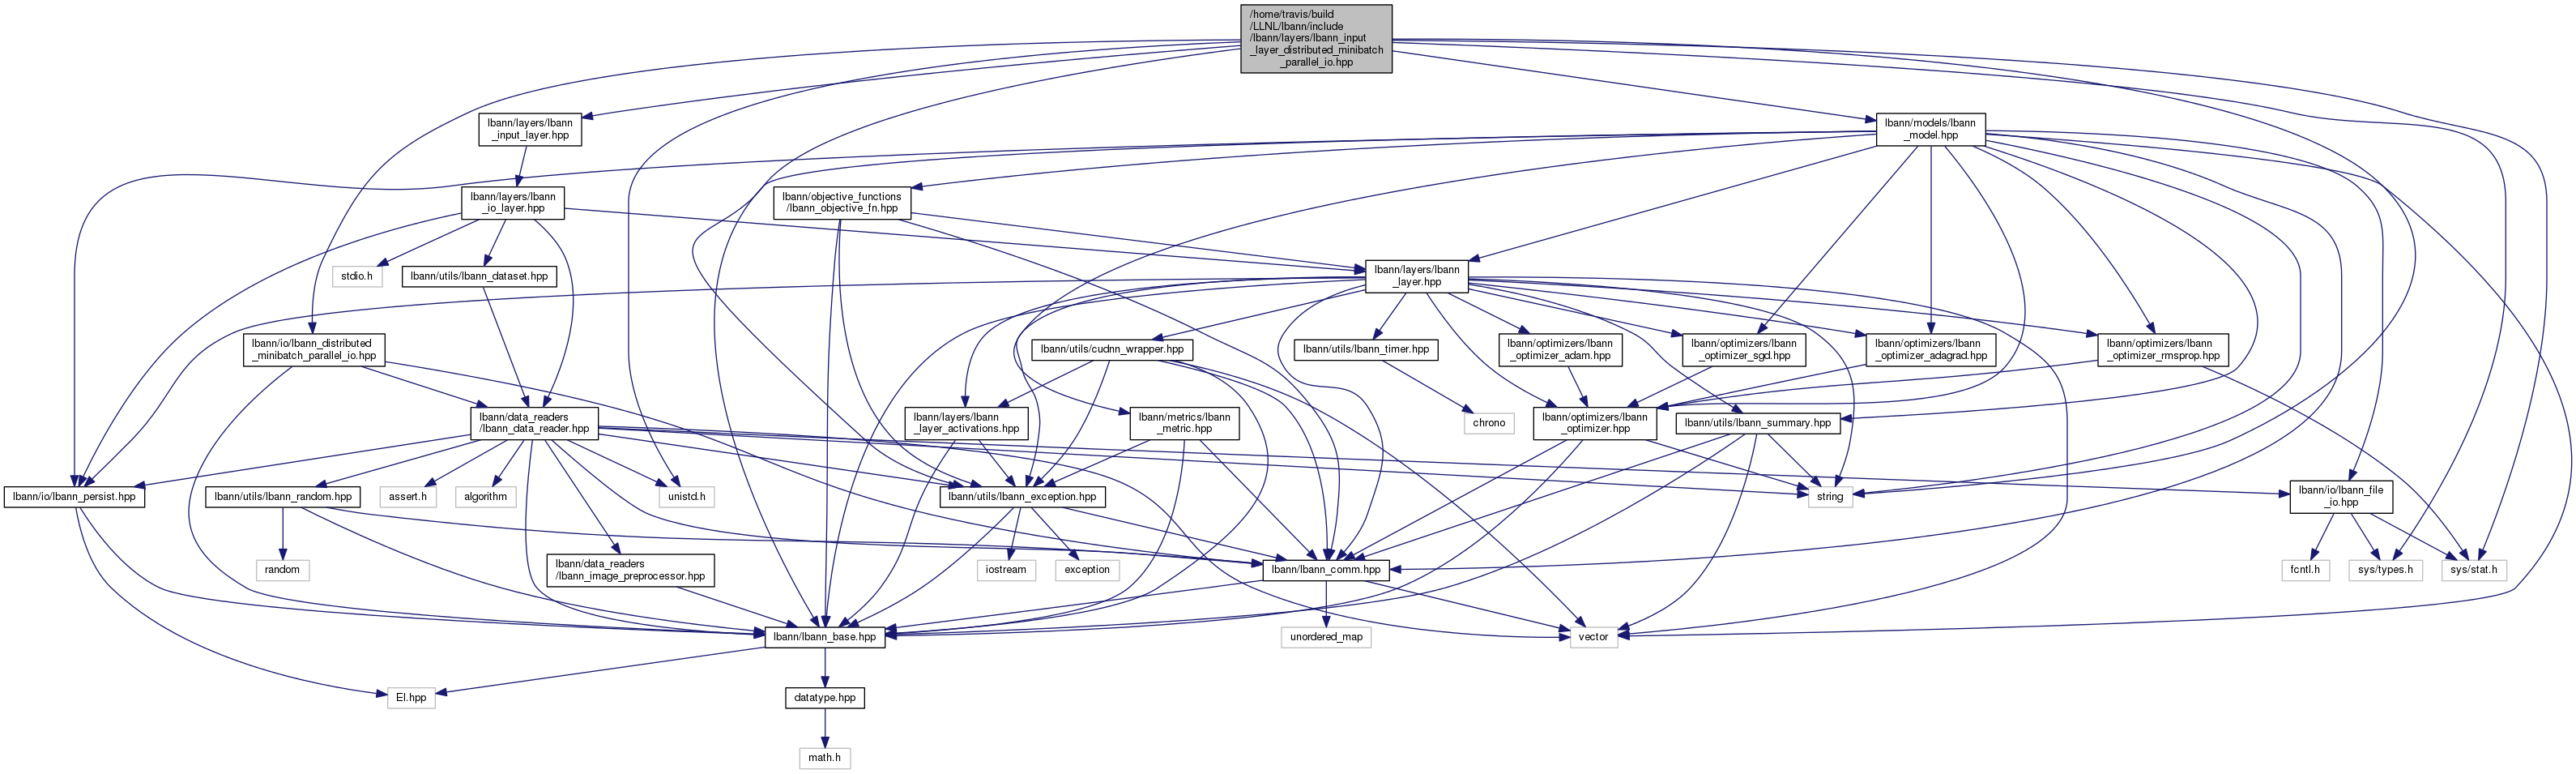 /home/travis/build
/LLNL/lbann/include
/lbann/layers/lbann_input
_layer_distributed_minibatch
_parallel_io.hpp
lbann/layers/lbann
_input_layer.hpp
lbann/models/lbann
_model.hpp
lbann/layers/lbann
_io_layer.hpp
lbann/objective_functions
/lbann_objective_fn.hpp
stdio.h
lbann/utils/lbann_dataset.hpp
lbann/layers/lbann
_layer.hpp
lbann/io/lbann_distributed
_minibatch_parallel_io.hpp
lbann/utils/cudnn_wrapper.hpp
lbann/utils/lbann_timer.hpp
lbann/optimizers/lbann
_optimizer_adam.hpp
lbann/optimizers/lbann
_optimizer_sgd.hpp
lbann/optimizers/lbann
_optimizer_adagrad.hpp
lbann/optimizers/lbann
_optimizer_rmsprop.hpp
lbann/data_readers
/lbann_data_reader.hpp
lbann/layers/lbann
_layer_activations.hpp
lbann/metrics/lbann
_metric.hpp
chrono
lbann/optimizers/lbann
_optimizer.hpp
lbann/utils/lbann_summary.hpp
lbann/io/lbann_persist.hpp
lbann/utils/lbann_random.hpp
assert.h
algorithm
unistd.h
lbann/utils/lbann_exception.hpp
string
lbann/io/lbann_file
_io.hpp
random
lbann/data_readers
/lbann_image_preprocessor.hpp
iostream
exception
lbann/lbann_comm.hpp
fcntl.h
sys/types.h
sys/stat.h
lbann/lbann_base.hpp
unordered_map
vector
El.hpp
datatype.hpp
math.h